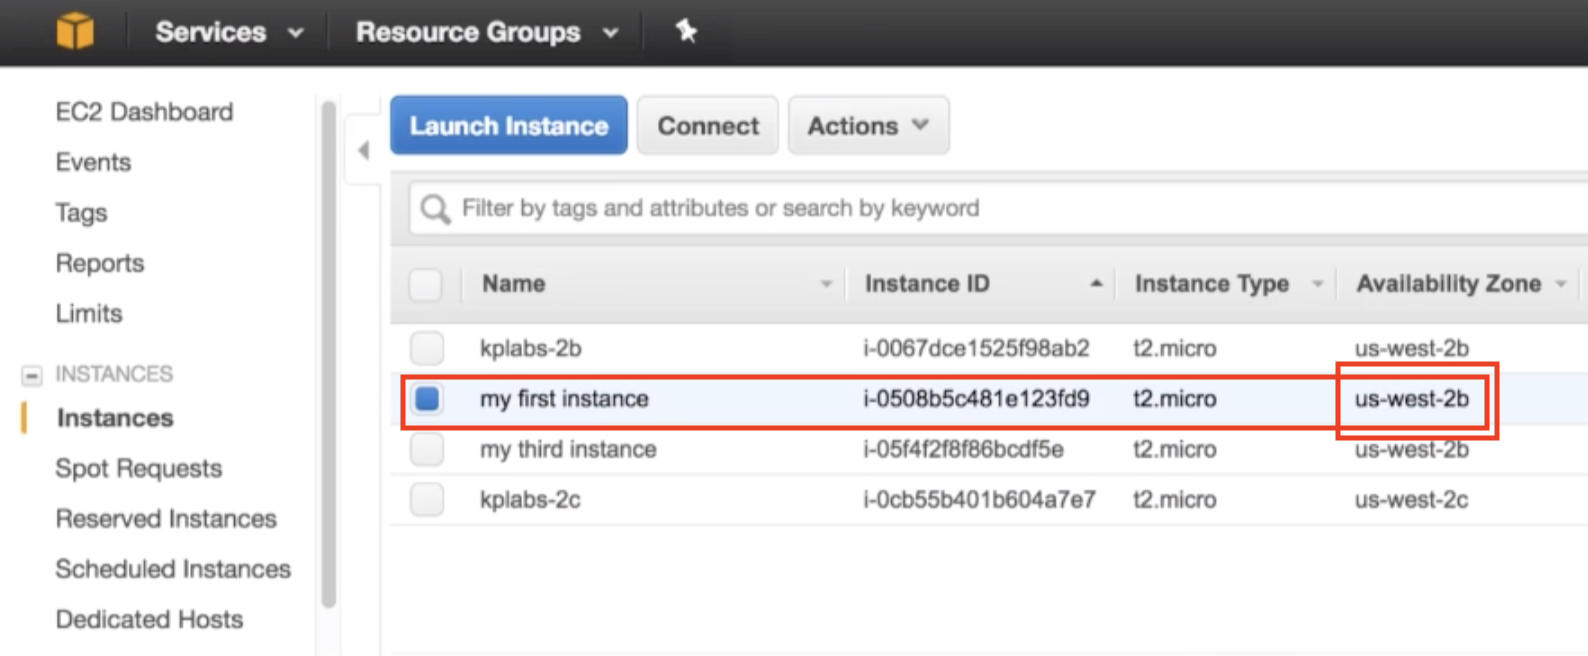 Services Resource Groups
EC2 Dashboard
Events
Tags
Reports
Limits
INSTANCES
Instances
Spot Requests
Reserved Instances
Scheduled Instances
Dedicated Hosts
Launch Instance Connect Actions
Filter by tags and attributes or search by keyword
Name Instance ID Instance Type Availability Zone
kplabs-2b i-0067dce1525f98ab2 t2.micro us-west-2b
my first instance i-0508b5c481e123fd9 t2.micro us-west-2b
my third instance i-05f4f2f8f86bcdf5e t2.micro us-west-2b
kplabs-2c i-0cb55b401b604a7e7 t2.micro us-west-2c